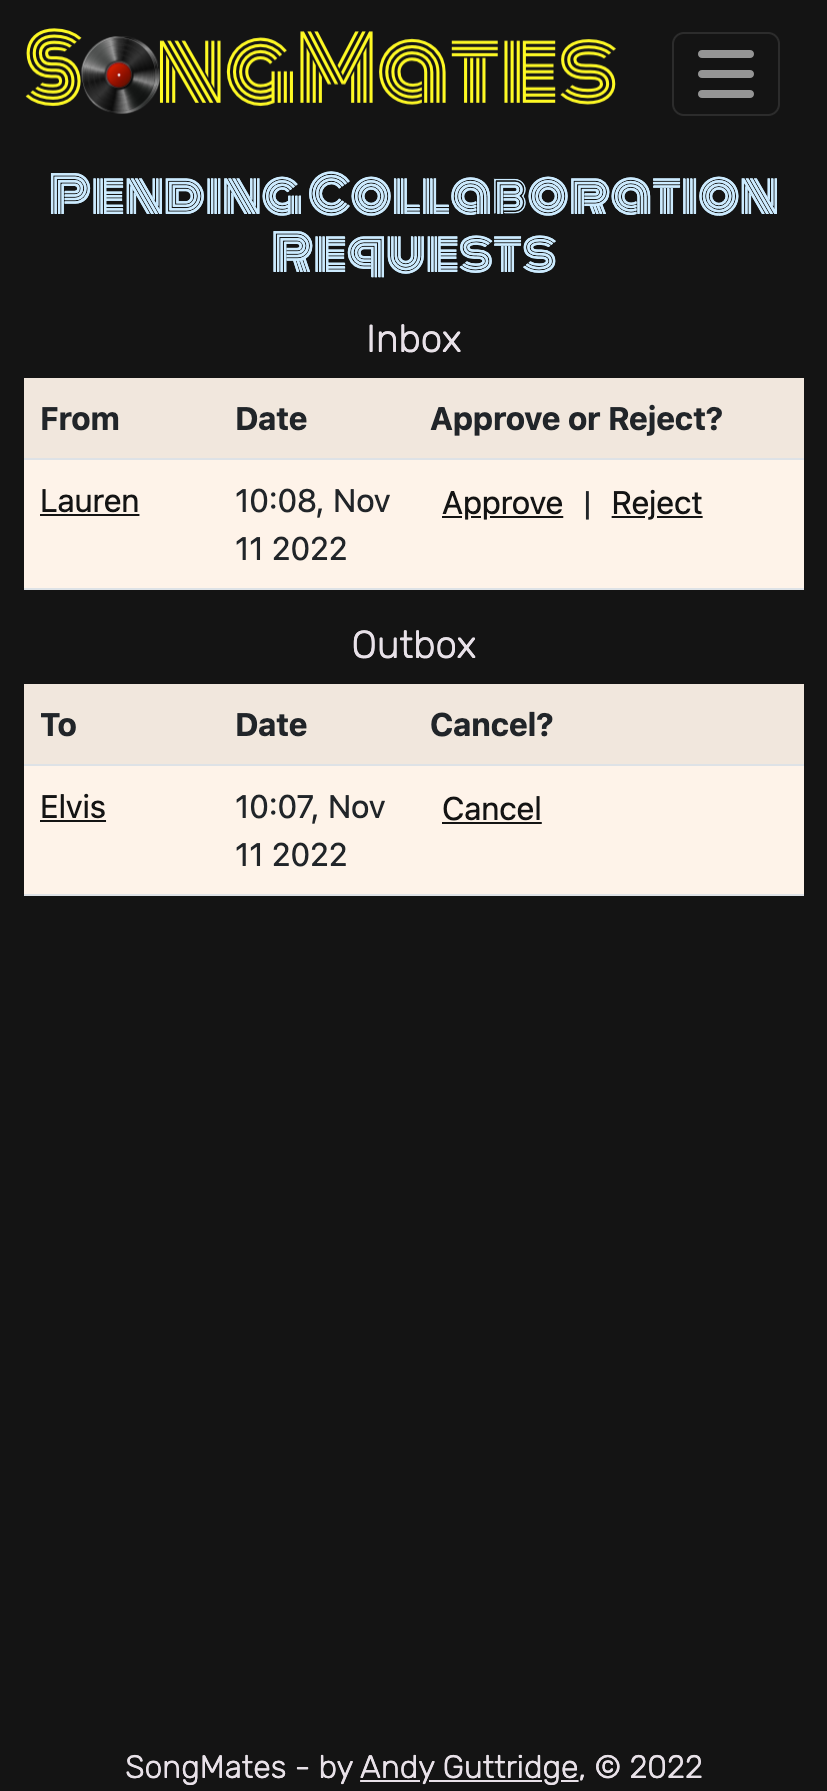 SongMates
Pending Collaboration
Requests
Inbox
From Date Approve or Reject?
Lauren 10:08, Nov Approve | Reject
11 2022
Outbox
To Date Cancel?
Elvis 10:07, Nov Cancel
11 2022
SongMates - by Andy Guttridge, © 2022